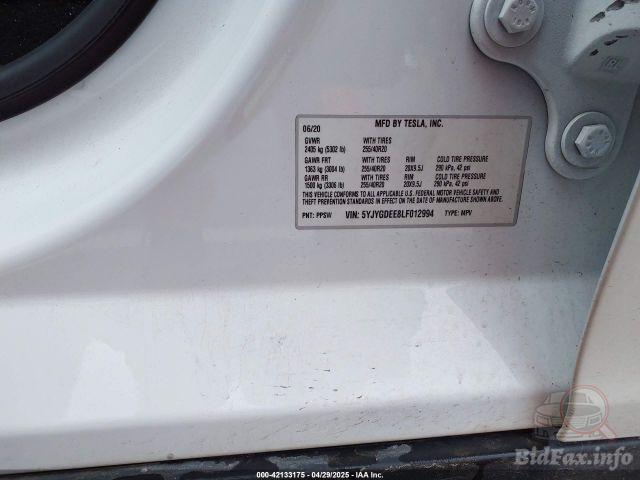 06/20 MFD BY TESLA, INC.
GVWR WITH TIRES
2405 kg (5302 lb) 255/40R20
GAWR FRT WITH TIRES RIM COLD TIRE PRESSURE
1363 kg (3004 lb) 255/40R20 20X9.5J 290 kPa, 42 psi
GAWR RR WITH TIRES RIM COLD TIRE PRESSURE
1500 kg (3306 lb) 255/40R20 20X9.5J 290 kPa, 42 psi
THIS VEHICLE CONFORMS TO ALL APPLICABLE U.S. FEDERAL MOTOR VEHICLE SAFETY AND
THEFT PREVENTION STANDARDS IN EFFECT ON THE DATE OF MANUFACTURE SHOWN ABOVE.
PNT: PPSW VIN: 5YJYGDEE8LF012994 TYPE: MPV
BidFax.info
000-42133175 - 04/29/2025 - IAA Inc.